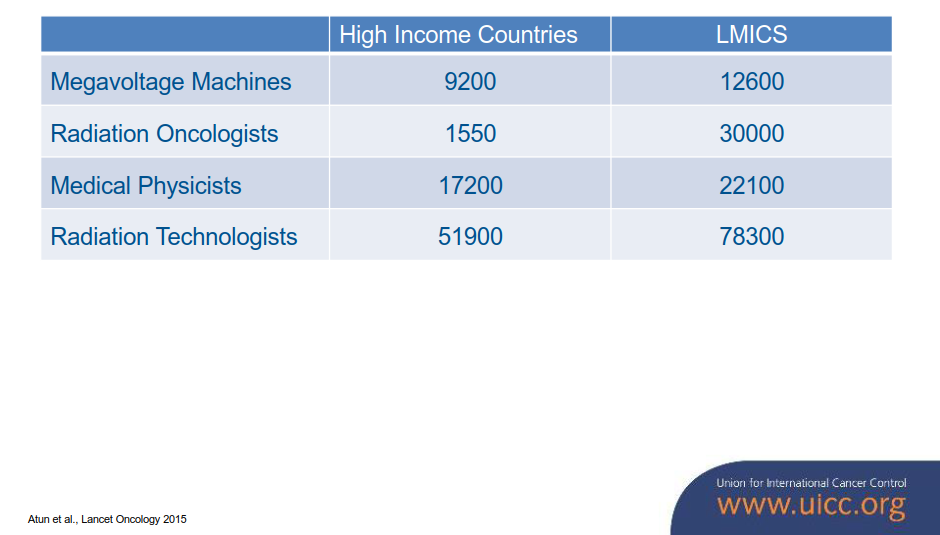 High Income Countries LMICS
Megavoltage Machines 9200 12600
Radiation Oncologists 1550 30000
Medical Physicists 17200 22100
Radiation Technologists 51900 78300
Union for International Cancer Control
www.uicc.org
Atun et al., Lancet Oncology 2015